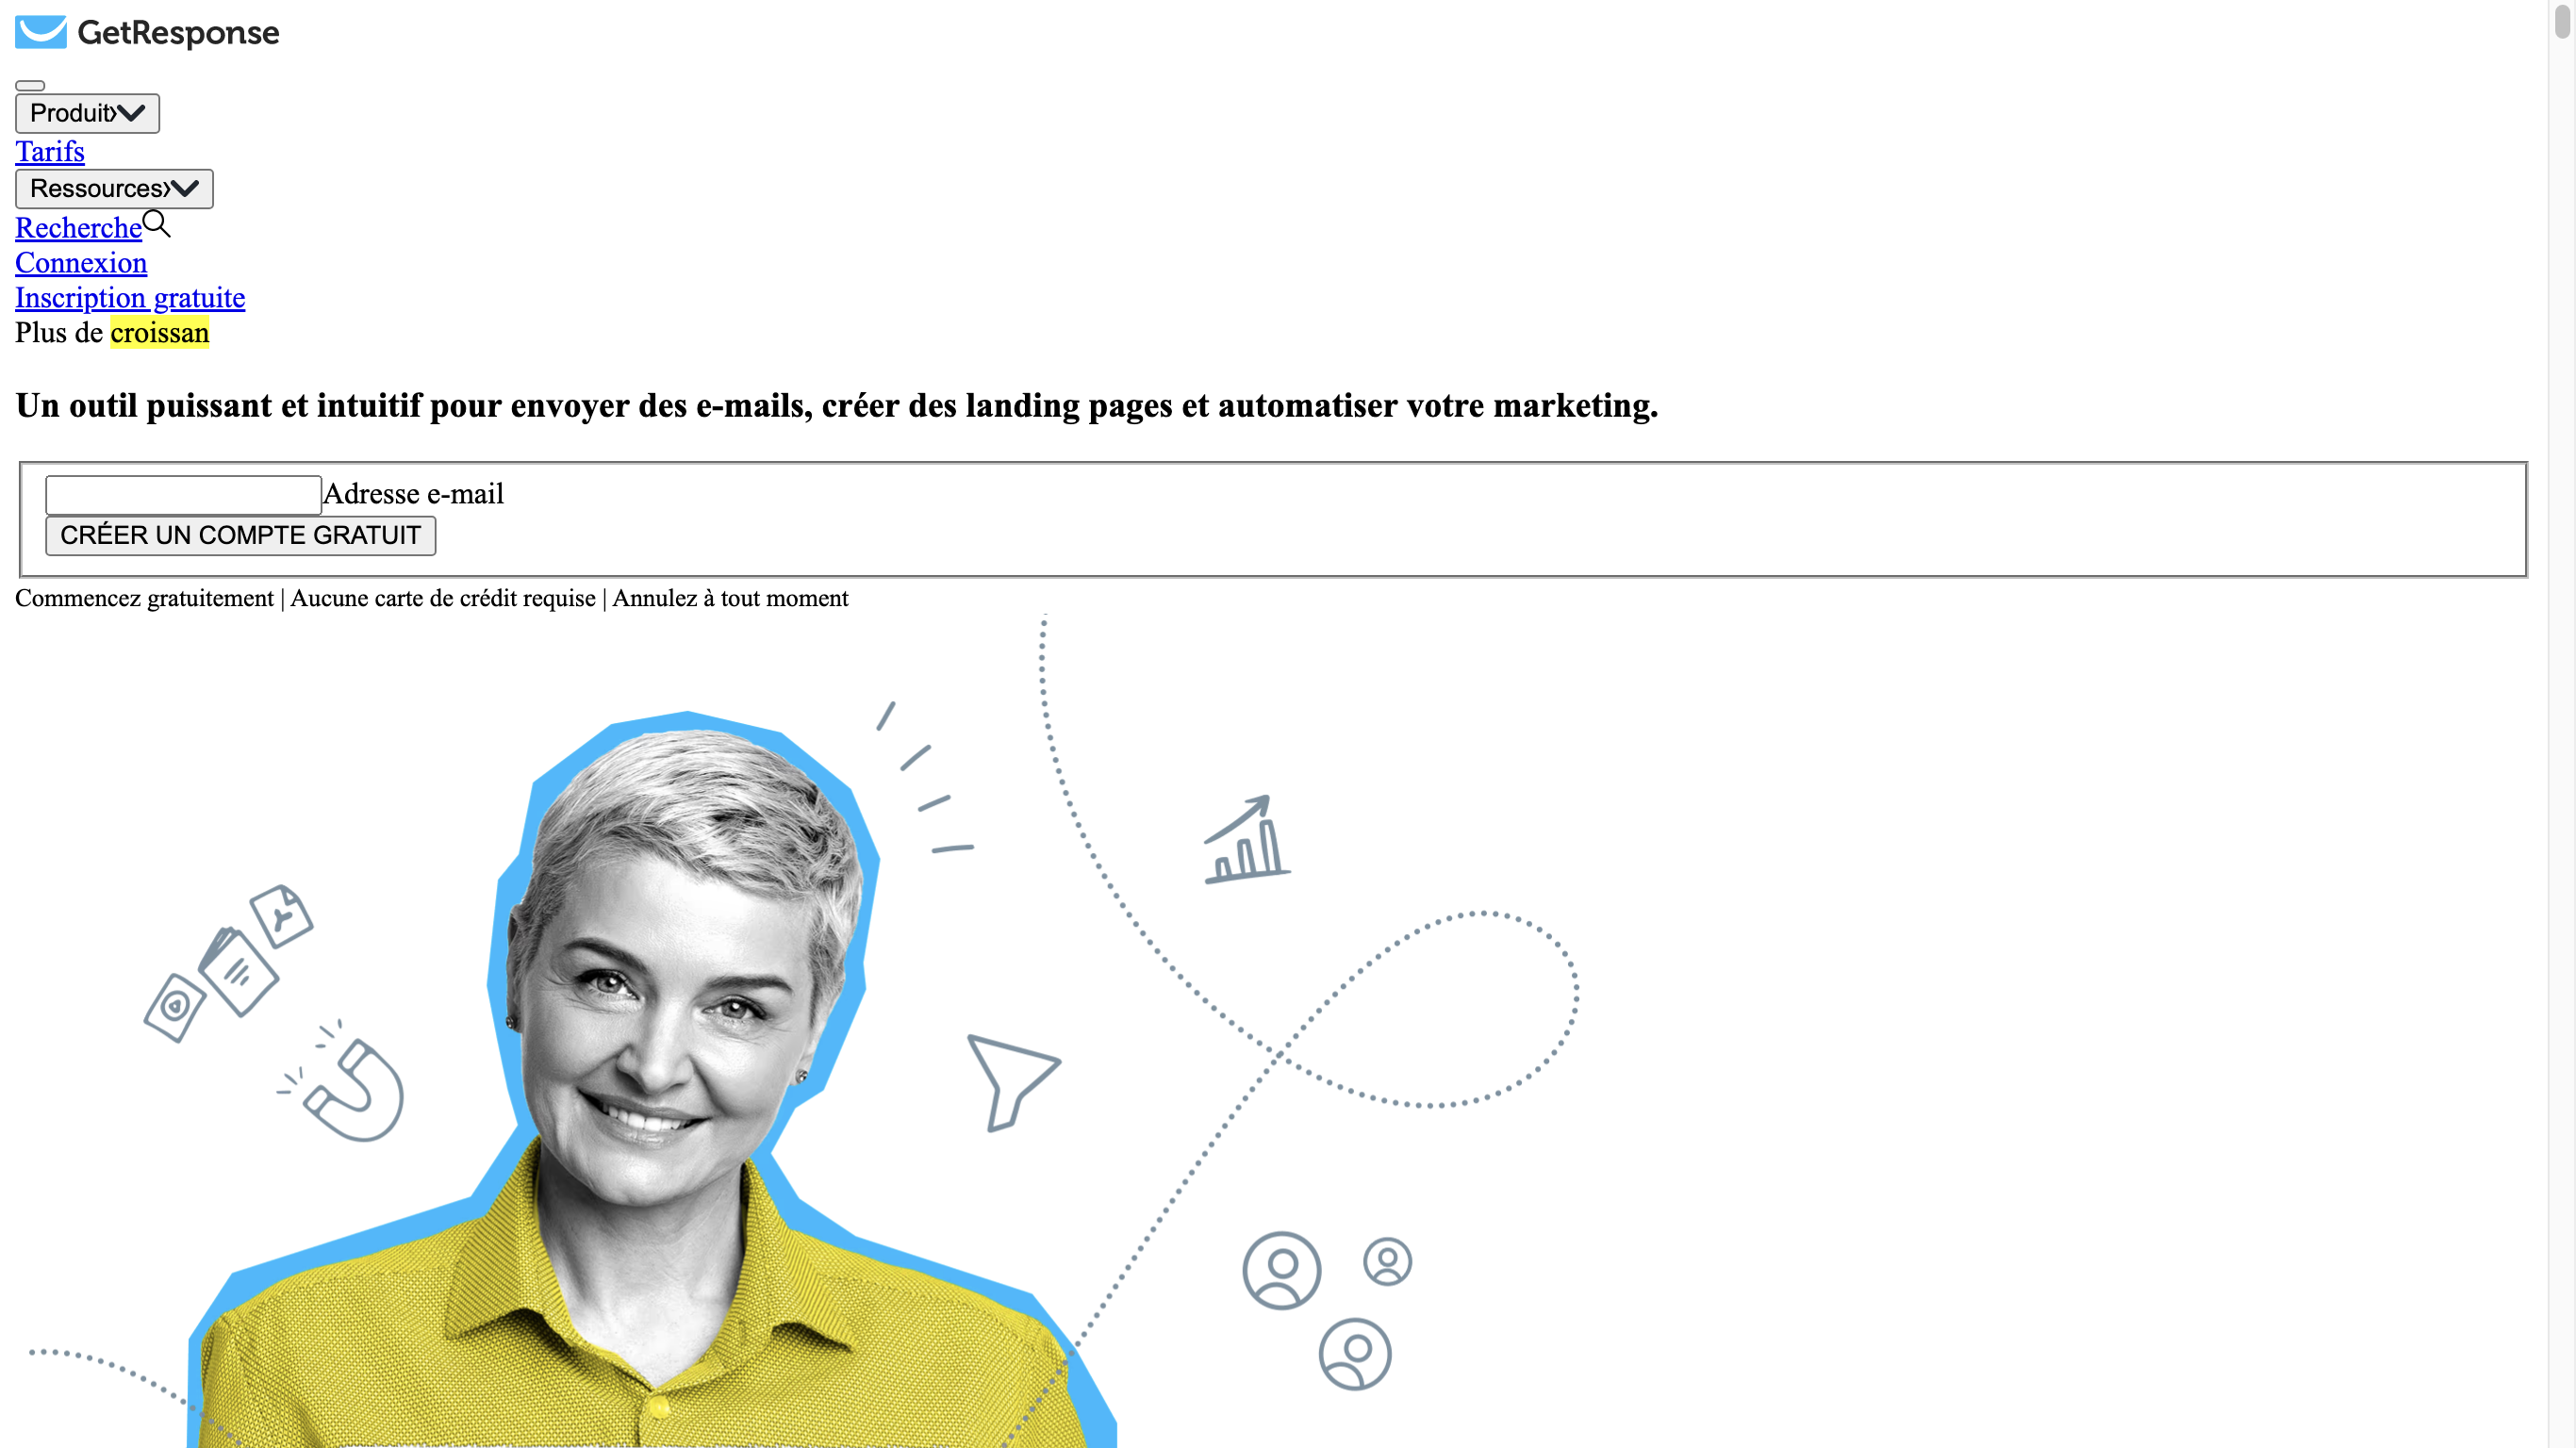 GetResponse
Produit
Tarifs
Ressources
Recherche
Connexion
Inscription gratuite
Plus de croissan
Un outil puissant et intuitif pour envoyer des e-mails, créer des landing pages et automatiser votre marketing.
Adresse e-mail
CRÉER UN COMPTE GRATUIT
Commencez gratuitement | Aucune carte de crédit requise | Annulez à tout moment